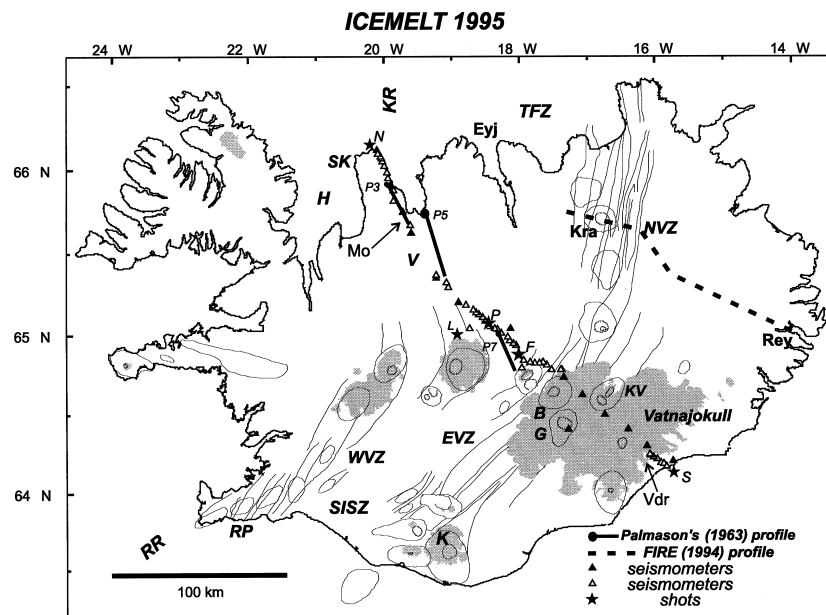 ICEMELT 1995
24 W 22 W 20 W 18 W 16 W 14 W
KR
TFZ
Eyj
N
66 N
SK
P3
P5
H
Kra
NVZ
Mo
V
P
65 N
L
F
Rey
P7
KV
B
Vatnajokull
G
EVZ
WVZ
S
64 N
SISZ
Vdr
RP
K
RR
Palmason's (1963) profile
FIRE (1994) profile
seismometers
seismometers
shots
100 km